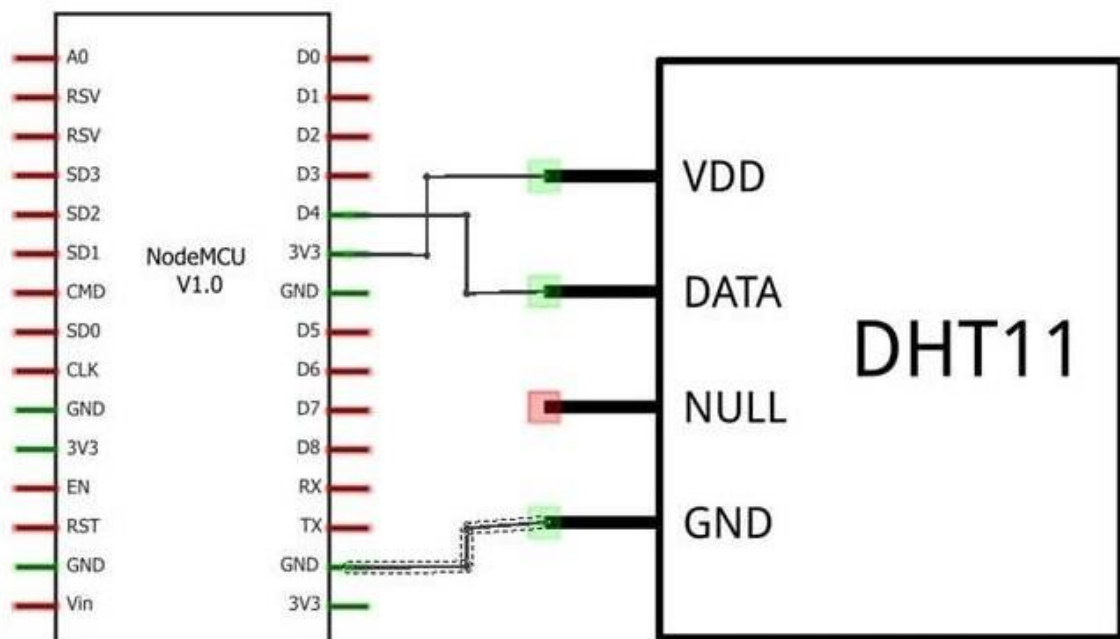 A0
RSV
RSV
SD3
SD2
SD1
CMD
SD0
CLK
GND
3V3
EN
RST
GND
Vin
NodeMCU
V1.0
D0
D1
D2
D3
D4
3V3
GND
D5
D6
D7
D8
RX
TX
GND
3V3
VDD
DATA
NULL
GND
DHT11